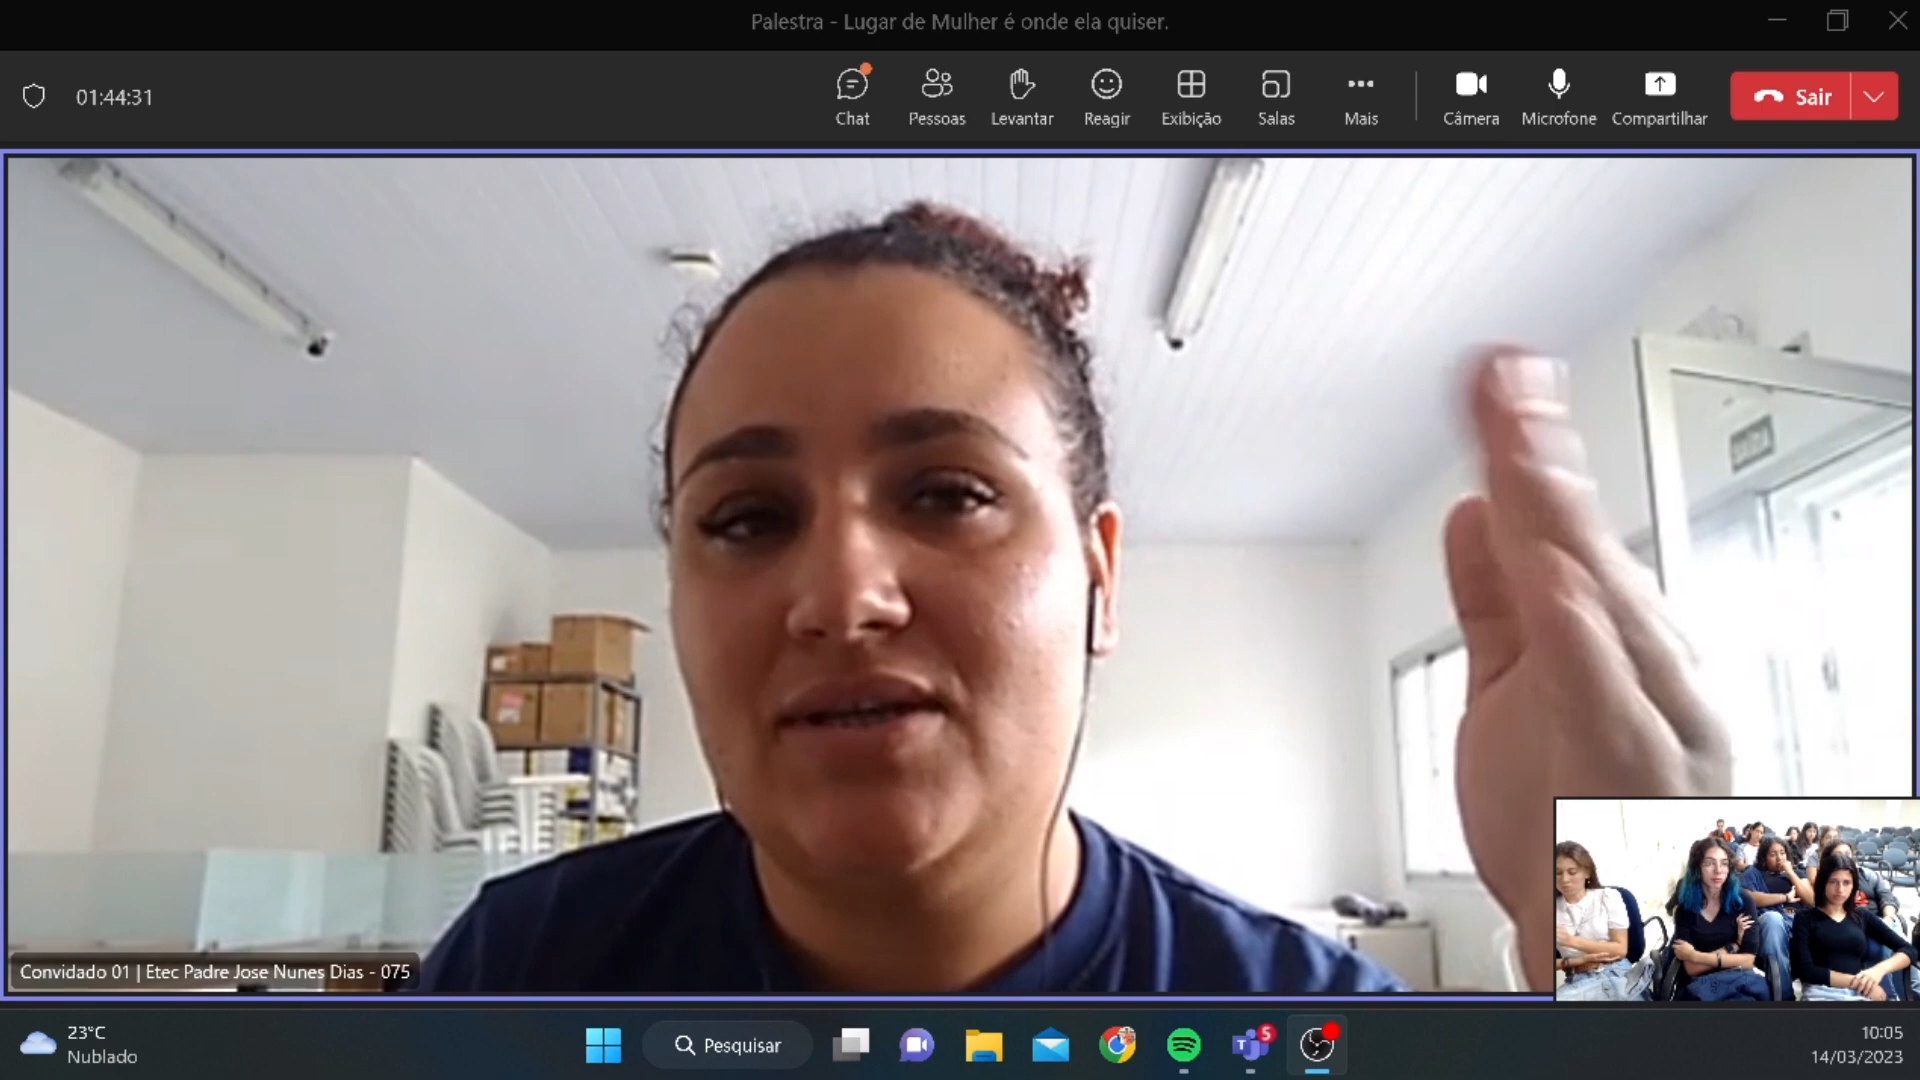 Palestra - Lugar de Mulher é onde ela quiser.
01:44:31
Chat
Pessoas
Levantar
Reagir
Exibição
Salas
Mais
Câmera
Microfone
Compartilhar
Sair
SAÍDA
Convidado 01 | Etec Padre Jose Nunes Dias - 075
23°C
Nublado
Pesquisar
5
10:05
14/03/2023